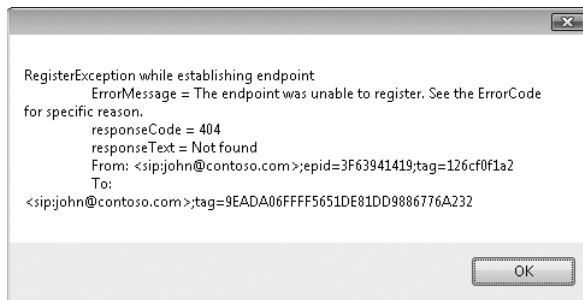 RegisterException while establishing endpoint
ErrorMessage = The endpoint was unable to register. See the ErrorCode
for specific reason.
responseCode = 404
responseText = Not found
From: <sip:john@contoso.com>;epid=3F63941419;tag=126cf0f1a2
To:
<sip:john@contoso.com>;tag=9EADA06FFFF5651DE81DD9886776A232
OK